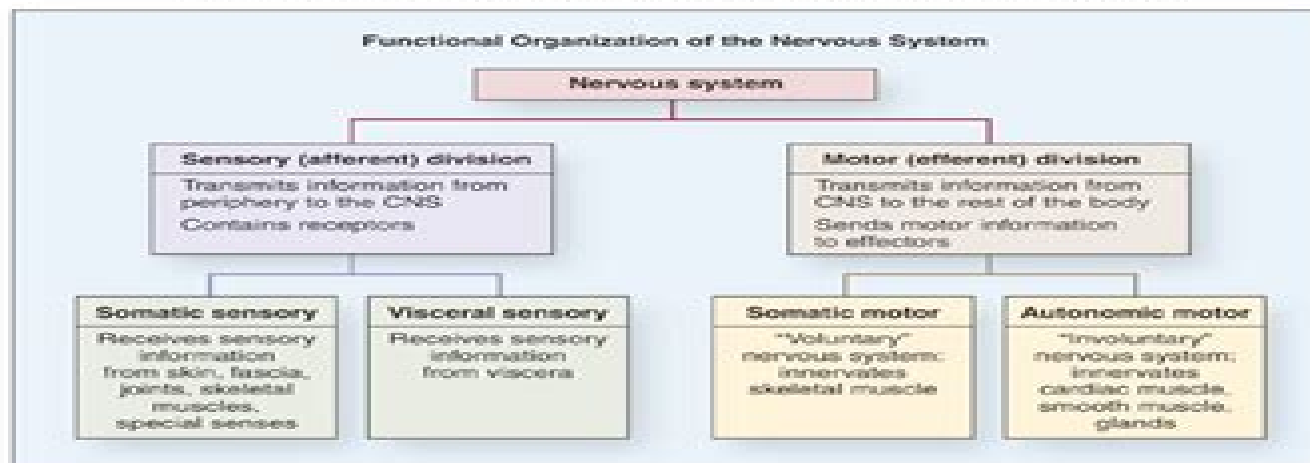 Functional Organization of the Nervous System
Nervous system
Sensory (afferent) division
Transmits information from
periphery to the CNS
Contains receptors
Motor (efferent) division
Transmits information from
CNS to the rest of the body
Sends motor information
to effectors
Somatic sensory
Receives sensory
information
from skin, fascia,
joints, skeletal
muscles,
special senses
Visceral sensory
Receives sensory
information
from viscera
Somatic motor
"Voluntary"
nervous system;
innervates
skeletal muscle
Autonomic motor
"Involuntary"
nervous system;
innervates
cardiac muscle,
smooth muscle,
glands